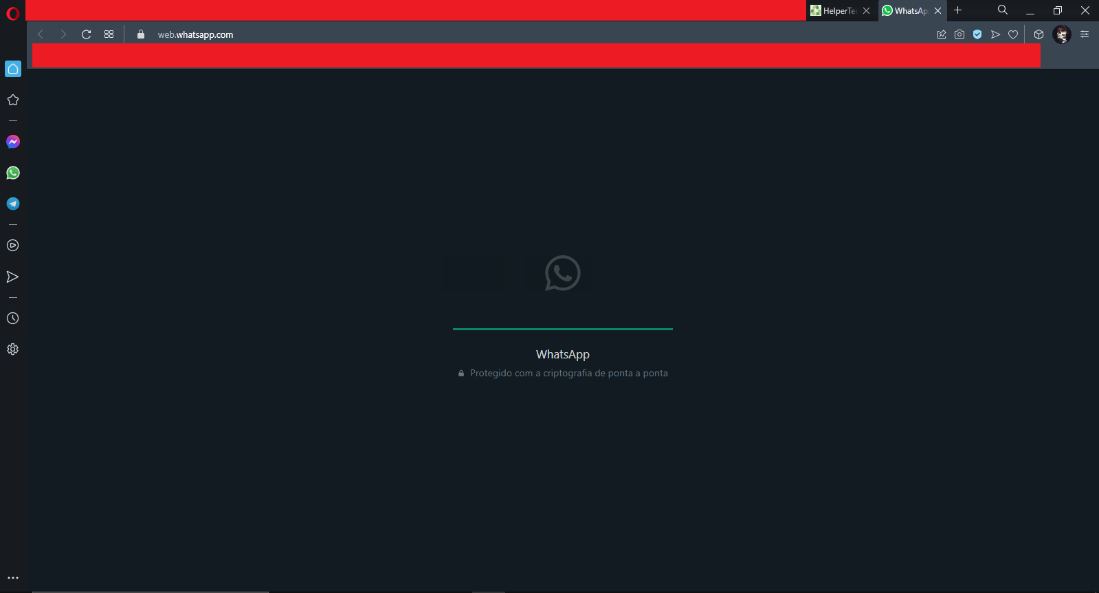 HelperTe
WhatsAp
web.whatsapp.com
WhatsApp
Protegido com a criptografia de ponta a ponta